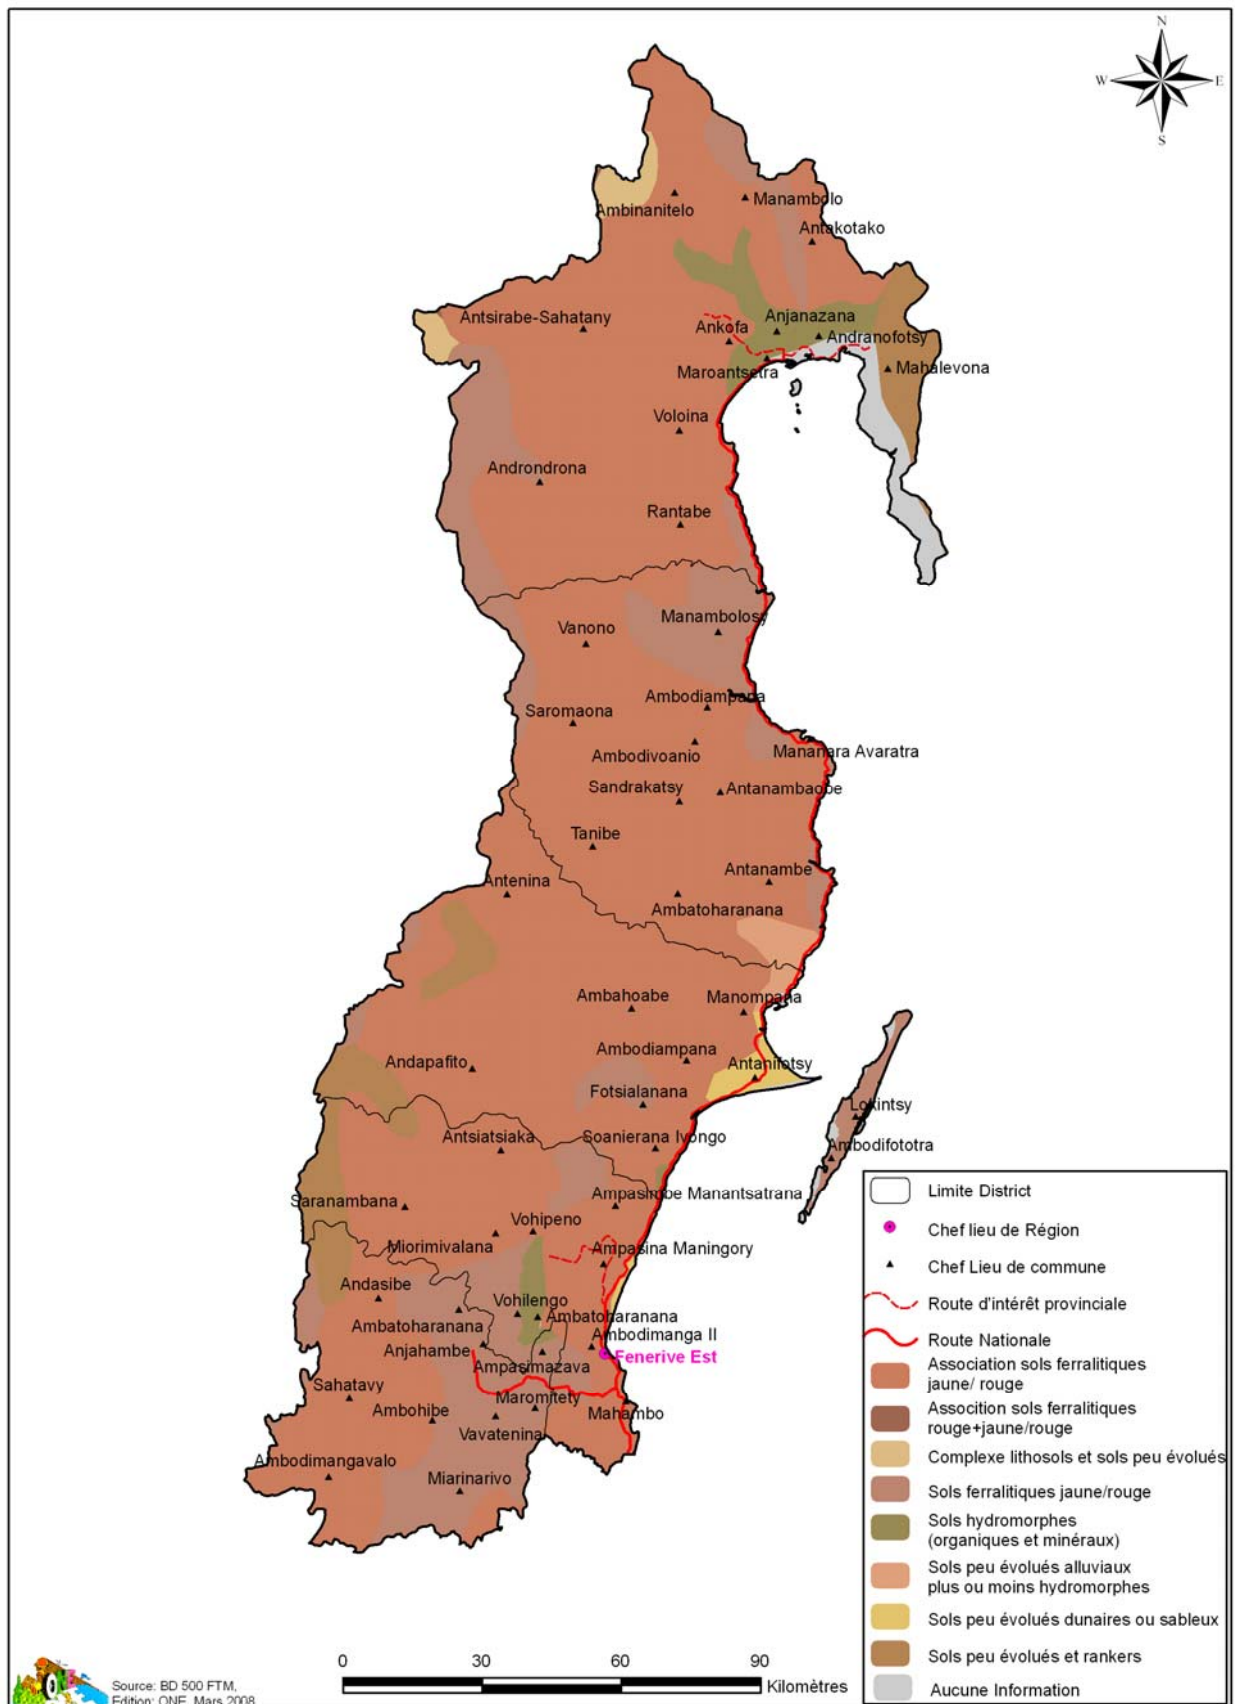 N
W
E
S
Ambinanitelo
Manambolo
Antakotako
Antsirabe-Sahatany
Ankofa
Anjanazana
Andranofotsy
Maroantsetra
Mahalevona
Voloina
Androndrona
Rantabe
Manambolosy
Vanono
Ambodiampana
Saromaona
Ambodivoanio
Mananara Avaratra
Sandrakatsy
Antanambaobe
Tanibe
Antanambe
Antenina
Ambatoharanana
Ambahoabe
Manompana
Ambodiampana
Andapafito
Antanifotsy
Fotsialanana
Lokintsy
Antsiatsiaka
Soanierana Ivongo
Ambodifototra
Saranambana
Ampasimbe Manantsatrana
Vohipeno
Miorimivalana
Ampasina Maningory
Andasibe
Vohilengo
Ambatoharanana
Ambatoharanana
Ambodimanga II
Anjahambe
Fenerive Est
Ampasimazava
Sahatavy
Maromitety
Ambohibe
Mahambo
Vavatenina
Ambodimangavalo
Miarinarivo
Limite District
Chef lieu de Région
Chef Lieu de commune
Route d'intérêt provinciale
Route Nationale
Association sols ferralitiques
jaune/ rouge
Assocition sols ferralitiques
rouge+jaune/rouge
Complexe lithosols et sols peu évolués
Sols ferralitiques jaune/rouge
Sols hydromorphes
(organiques et minéraux)
Sols peu évolués alluviaux
plus ou moins hydromorphes
Sols peu évolués dunaires ou sableux
Sols peu évolués et rankers
Aucune Information
0 30 60 90
Kilomètres
ONE
Source: BD 500 FTM,
Edition: ONE, Mars 2008